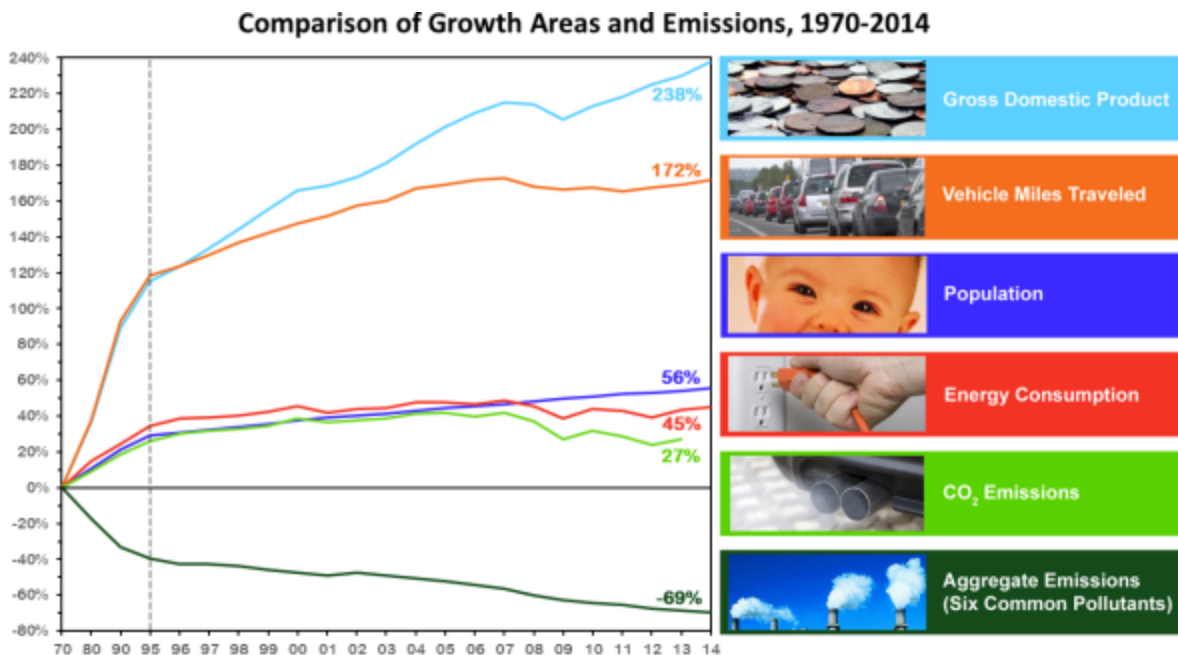 Comparison of Growth Areas and Emissions, 1970-2014
240%
220%
200%
180%
160%
140%
120%
100%
80%
60%
40%
20%
0%
-20%
-40%
-60%
-80%
238%
172%
56%
45%
27%
-69%
70 80 90 95 96 97 98 99 00 01 02 03 04 05 06 07 08 09 10 11 12 13 14
Gross Domestic Product
Vehicle Miles Traveled
Population
Energy Consumption
CO₂ Emissions
Aggregate Emissions
(Six Common Pollutants)